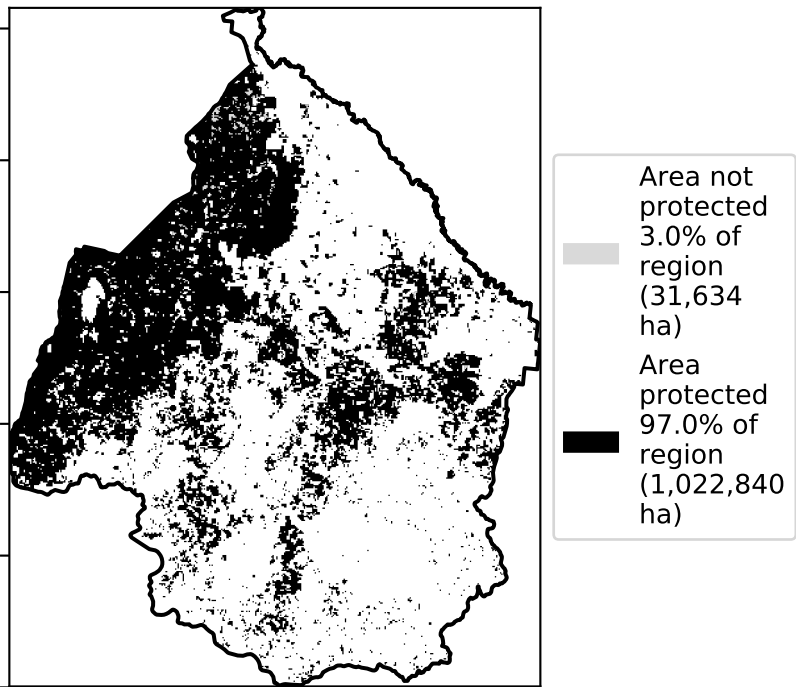 Area not
protected
3.0% of
region
(31,634
ha)
Area
protected
97.0% of
region
(1,022,840
ha)